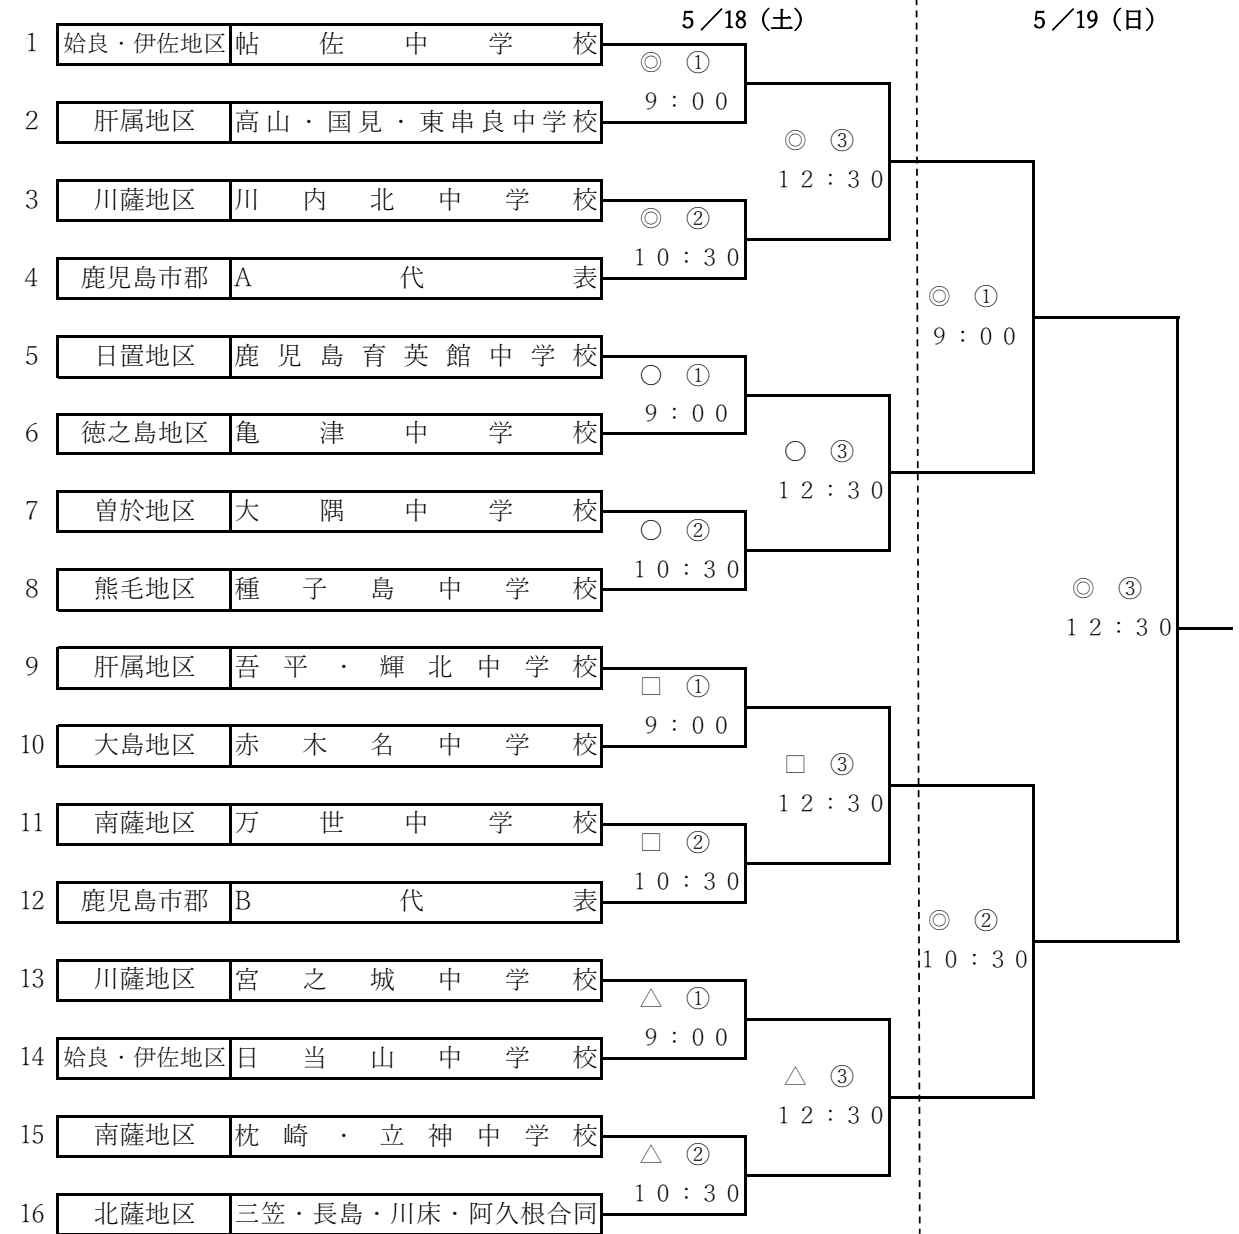 5／18（土）　5／19（日）
1 姶良・伊佐地区 帖佐中学校
◎ ①
9：00
2 肝属地区 高山・国見・東串良中学校
◎ ③
12：30
3 川薩地区 川内北中学校
◎ ②
10：30
4 鹿児島市郡 A代表
◎ ①
9：00
5 日置地区 鹿児島育英館中学校
○ ①
9：00
6 徳之島地区 亀津中学校
○ ③
12：30
7 曽於地区 大隅中学校
○ ②
10：30
8 熊毛地区 種子島中学校
◎ ③
12：30
9 肝属地区 吾平・輝北中学校
□ ①
9：00
10 大島地区 赤木名中学校
□ ③
12：30
11 南薩地区 万世中学校
□ ②
10：30
12 鹿児島市郡 B代表
◎ ②
10：30
13 川薩地区 宮之城中学校
△ ①
9：00
14 姶良・伊佐地区 日当山中学校
△ ③
12：30
15 南薩地区 枕崎・立神中学校
△ ②
10：30
16 北薩地区 三笠・長島・川床・阿久根合同